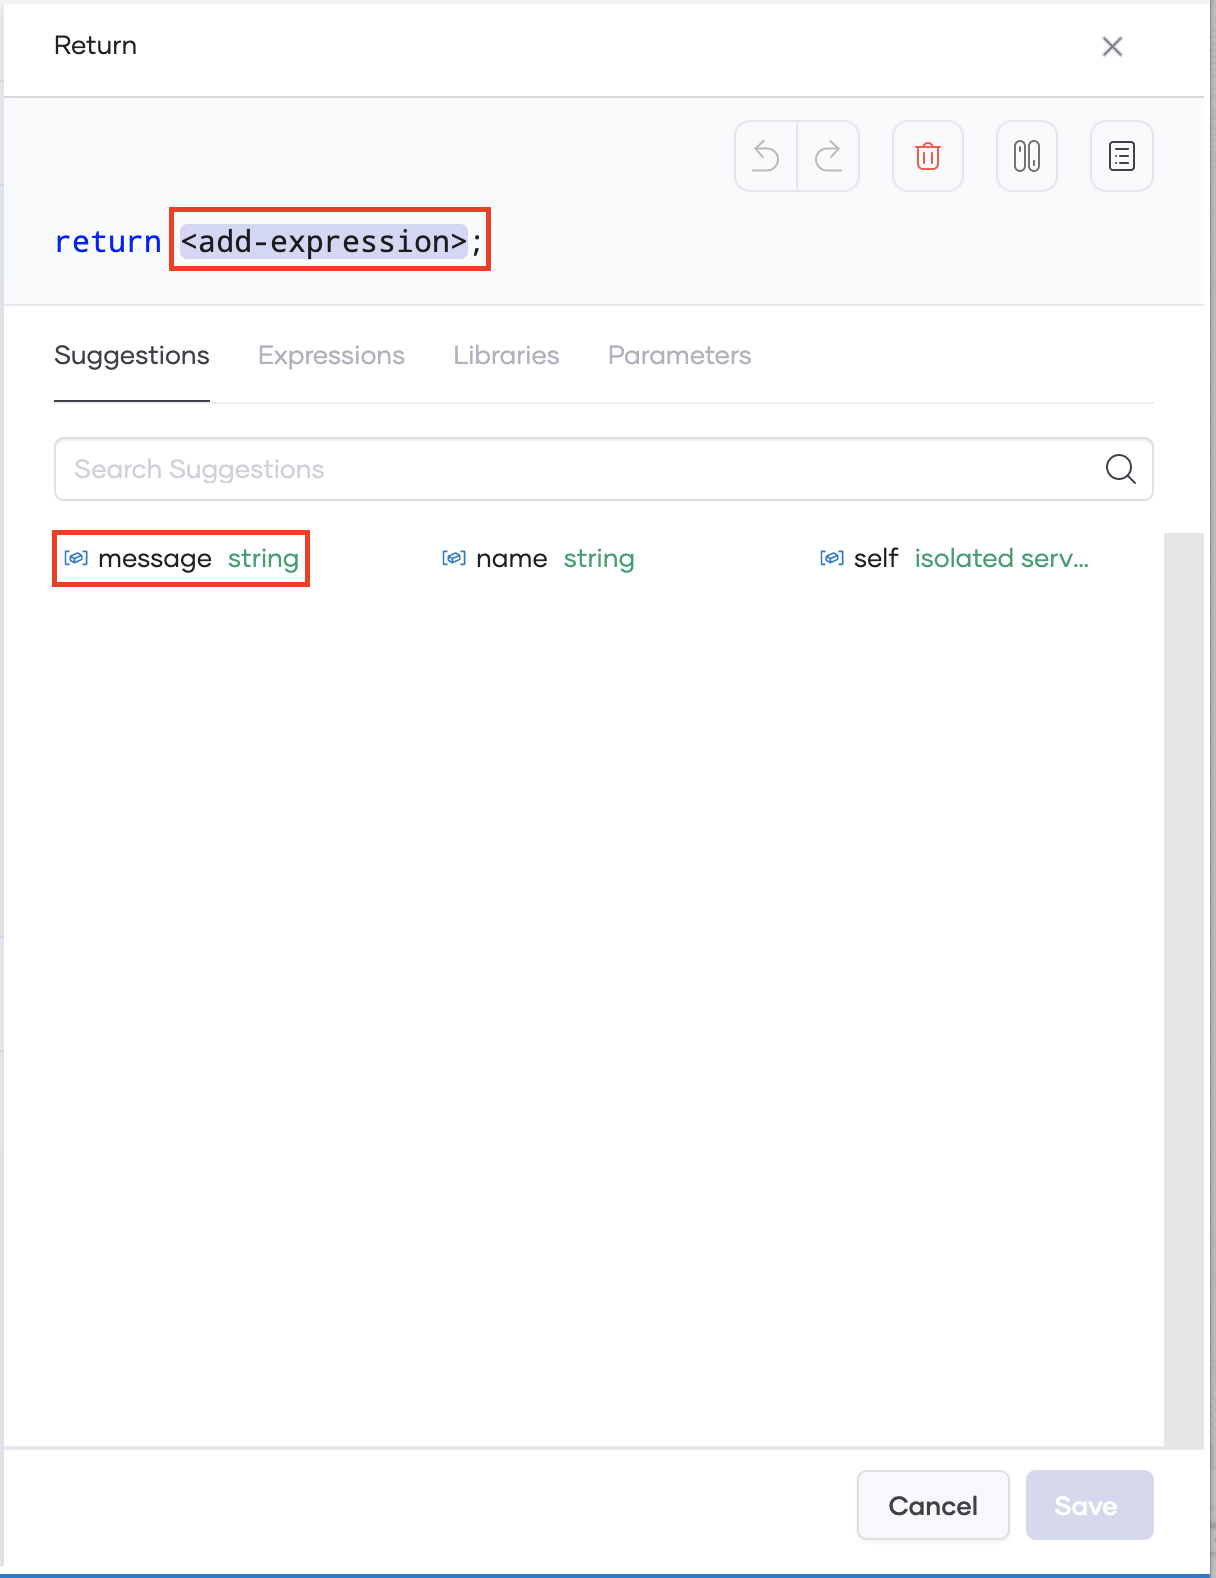 Return
return <add-expression>;
Suggestions Expressions Libraries Parameters
Search Suggestions
message string name string self isolated serv...
Cancel Save